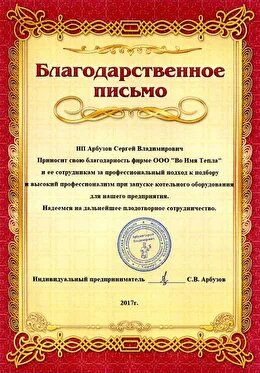 Благодарственное
письмо
ИП Арбузов Сергей Владимирович
Приносит свою благодарность фирме ООО "Во Имя Тепла"
и ее сотрудникам за профессиональный подход к подбору
и высокий профессионализм при запуске котельного оборудования
для нашего предприятия.
Надеемся на дальнейшее плодотворное сотрудничество.
Индивидуальный предприниматель С.В. Арбузов
2017г.